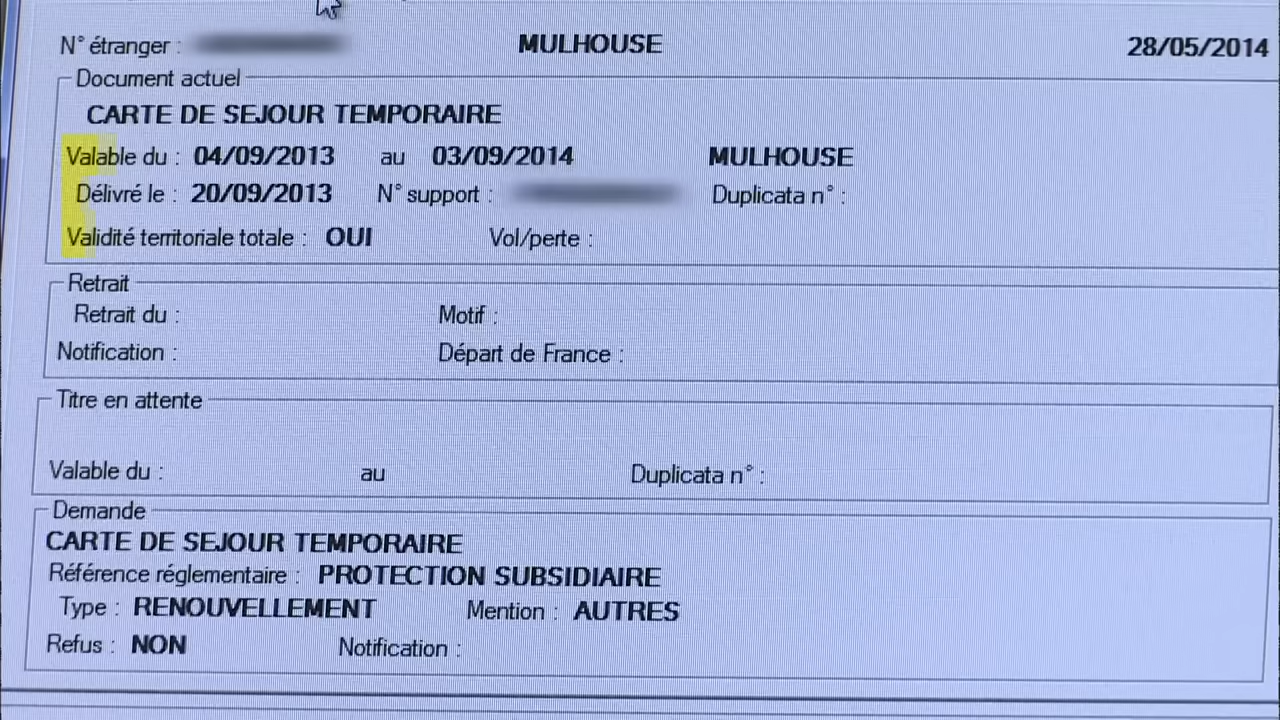 N° étranger : MULHOUSE 28/05/2014
Document actuel
CARTE DE SEJOUR TEMPORAIRE
Valable du : 04/09/2013 au 03/09/2014 MULHOUSE
Délivré le : 20/09/2013 N° support : Duplicata n° :
Validité territoriale totale : OUI Vol/perte :
Retrait
Retrait du : Motif :
Notification : Départ de France :
Titre en attente
Valable du : au Duplicata n° :
Demande
CARTE DE SEJOUR TEMPORAIRE
Référence réglementaire : PROTECTION SUBSIDIAIRE
Type : RENOUVELLEMENT Mention : AUTRES
Refus : NON Notification :